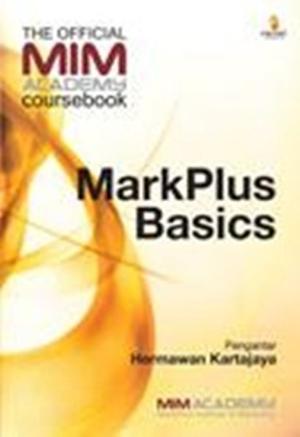 THE OFFICIAL
MIM
ACADEMY
coursebook
MarkPlus
Basics
Pengantar
Hermawan Kartajaya
MIM ACADEMY